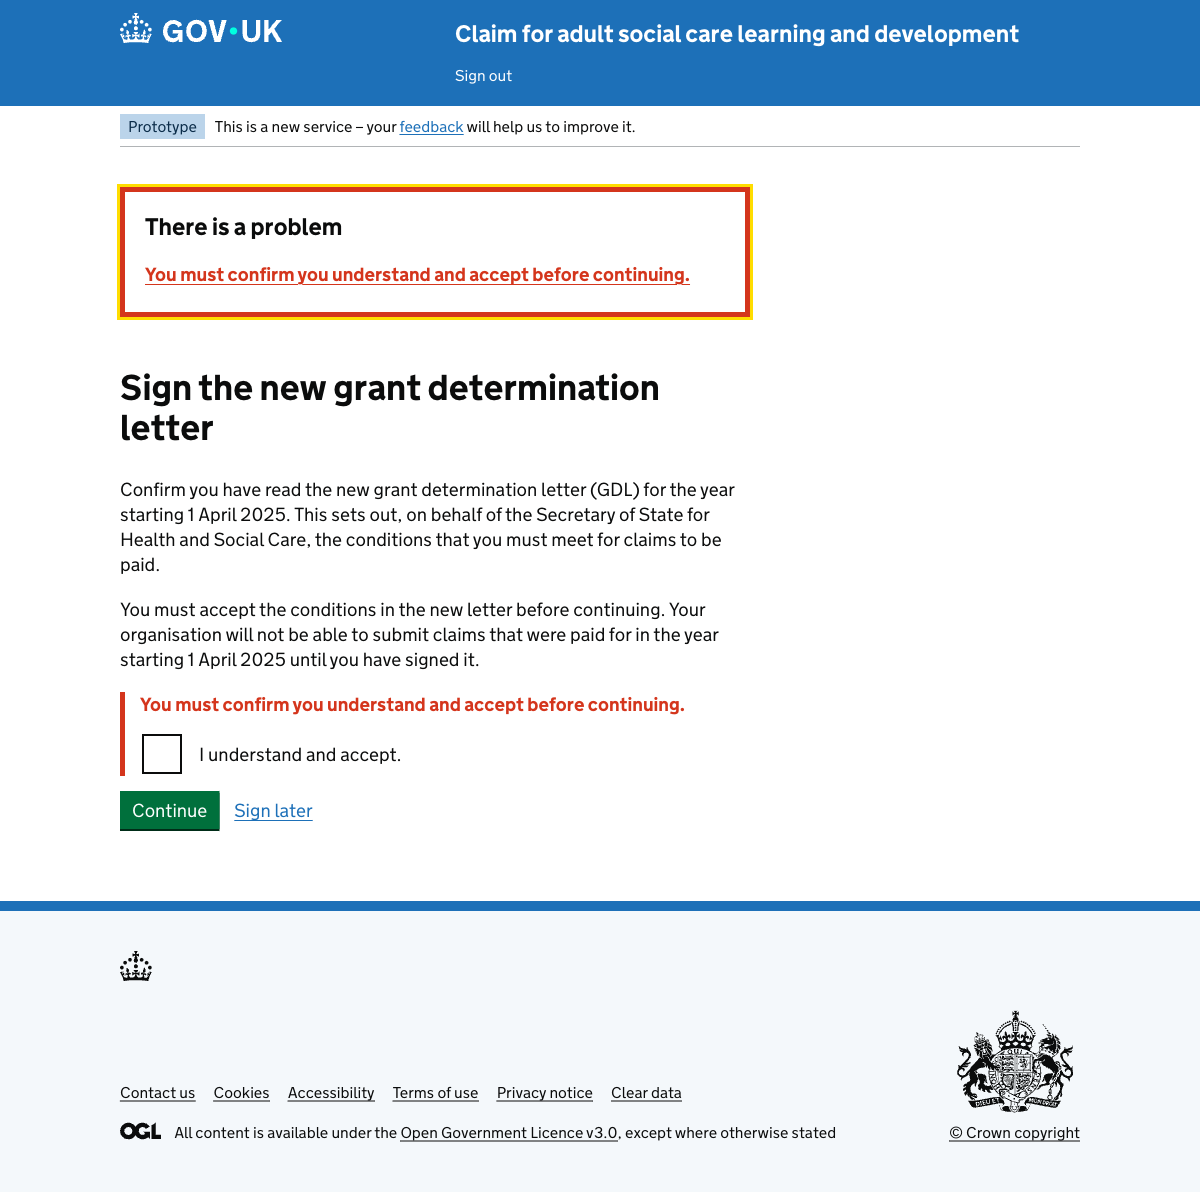 GOV•UK
Claim for adult social care learning and development
Sign out
Prototype This is a new service – your feedback will help us to improve it.
There is a problem
You must confirm you understand and accept before continuing.
Sign the new grant determination
letter
Confirm you have read the new grant determination letter (GDL) for the year
starting 1 April 2025. This sets out, on behalf of the Secretary of State for
Health and Social Care, the conditions that you must meet for claims to be
paid.
You must accept the conditions in the new letter before continuing. Your
organisation will not be able to submit claims that were paid for in the year
starting 1 April 2025 until you have signed it.
You must confirm you understand and accept before continuing.
I understand and accept.
Continue Sign later
Contact us Cookies Accessibility Terms of use Privacy notice Clear data
OGL All content is available under the Open Government Licence v3.0, except where otherwise stated
© Crown copyright